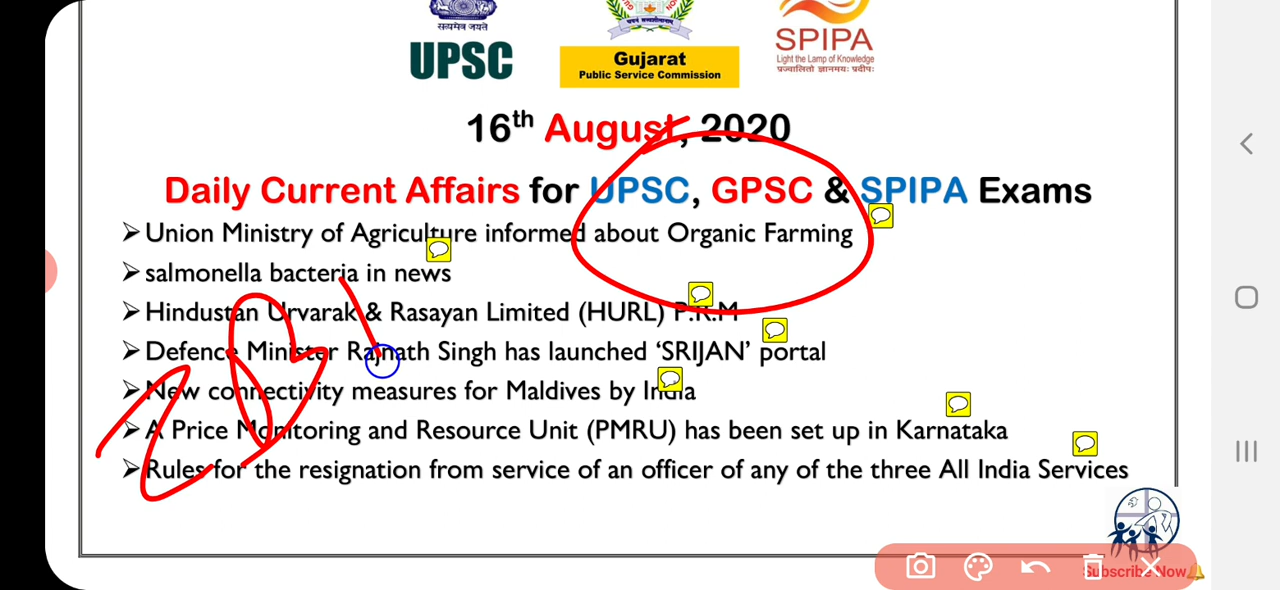 सत्यमेव जयते
UPSC
Gujarat
Public Service Commission
SPIPA
Light the Lamp of Knowledge
प्रज्वालितो ज्ञानमयः प्रदीपः
16th August, 2020
Daily Current Affairs for UPSC, GPSC & SPIPA Exams
➢Union Ministry of Agriculture informed about Organic Farming
➢salmonella bacteria in news
➢Hindustan Urvarak & Rasayan Limited (HURL) P.R.M
➢Defence Minister Rajnath Singh has launched ‘SRIJAN’ portal
➢New connectivity measures for Maldives by India
➢A Price Monitoring and Resource Unit (PMRU) has been set up in Karnataka
➢Rules for the resignation from service of an officer of any of the three All India Services
Subscribe Now